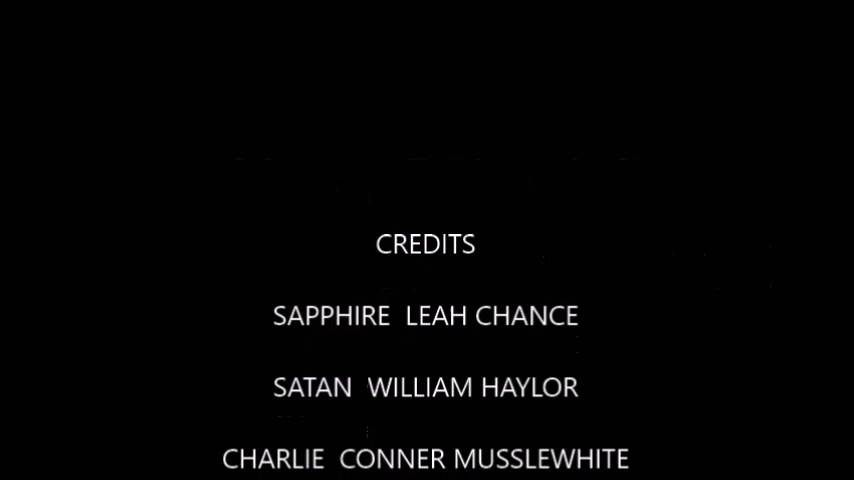 CREDITS
SAPPHIRE  LEAH CHANCE
SATAN  WILLIAM HAYLOR
CHARLIE  CONNER MUSSLEWHITE